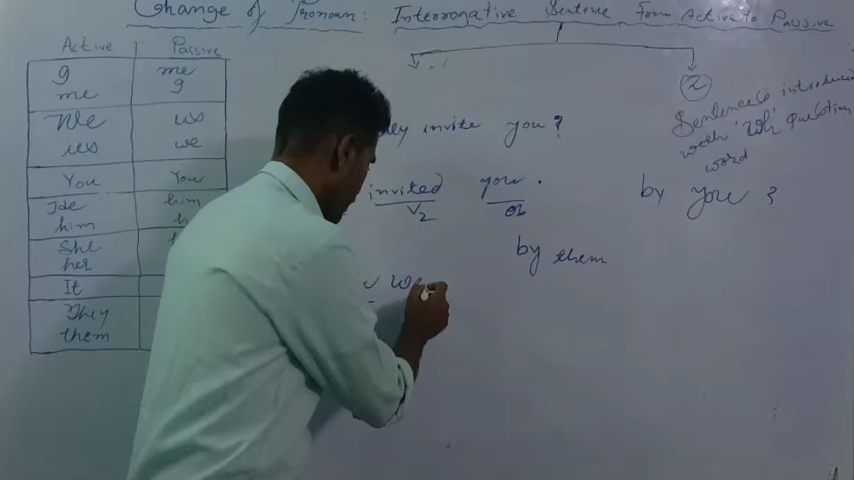 Change of Pronoun: Interrogative Sentence From Active to Passive
Active Passive
I me
me I
We us
us we
You You
He him
him
She
her
It
They
them
2
Sentences introduced
with 'Wh' question
word
invite you ?
invited you .
V2 ob
by you ?
by them
we